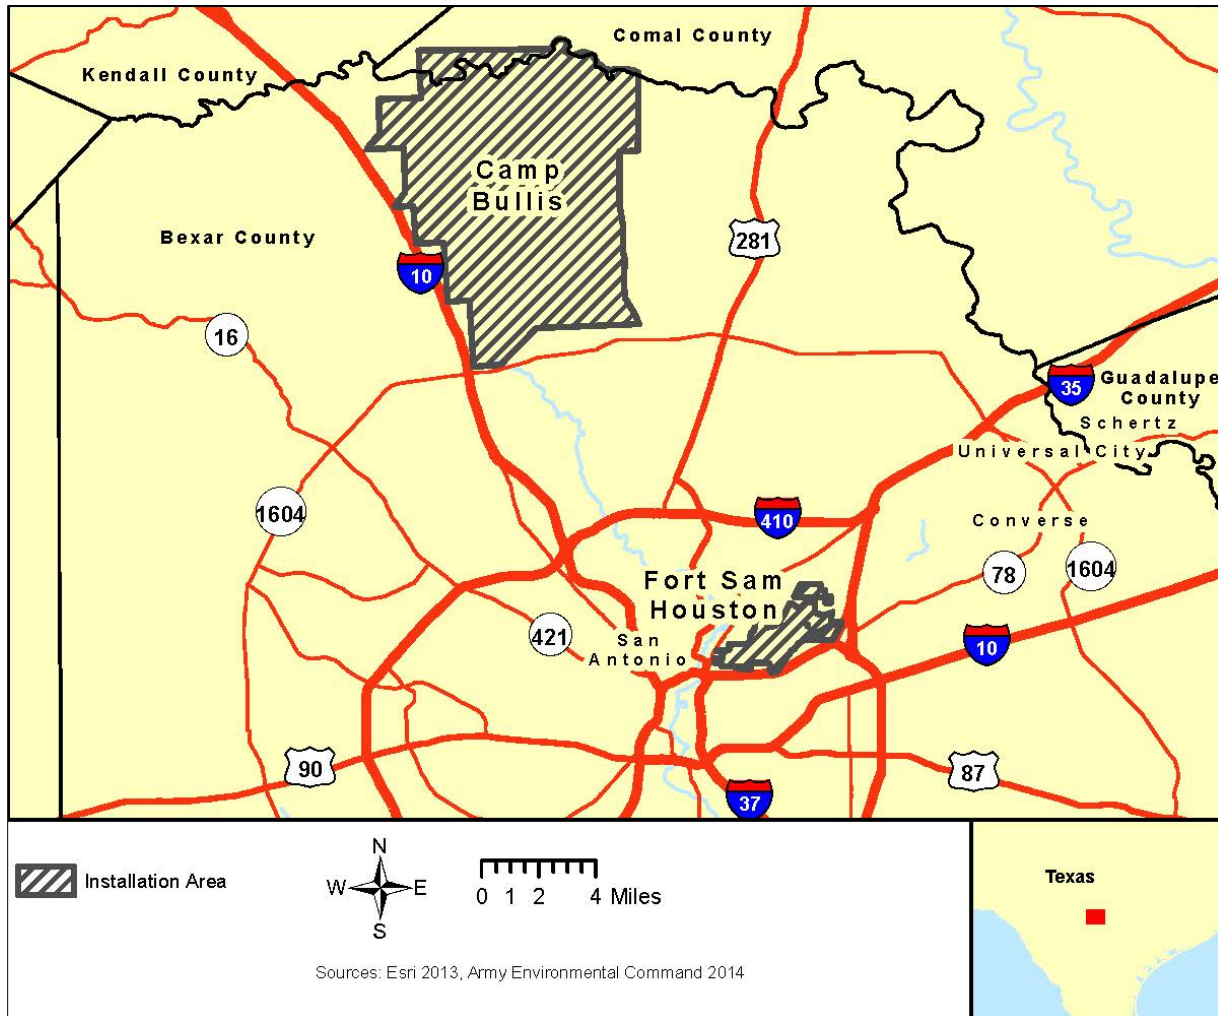 Comal County
Kendall County
Camp
Bullis
Bexar County
281
10
16
35
Guadalupe
County
Schertz
Universal City
1604
410
Converse
Fort Sam
Houston
78
1604
421
San
Antonio
10
90
87
37
Installation Area
N
W
E
S
0 1 2 4 Miles
Texas
Sources: Esri 2013, Army Environmental Command 2014